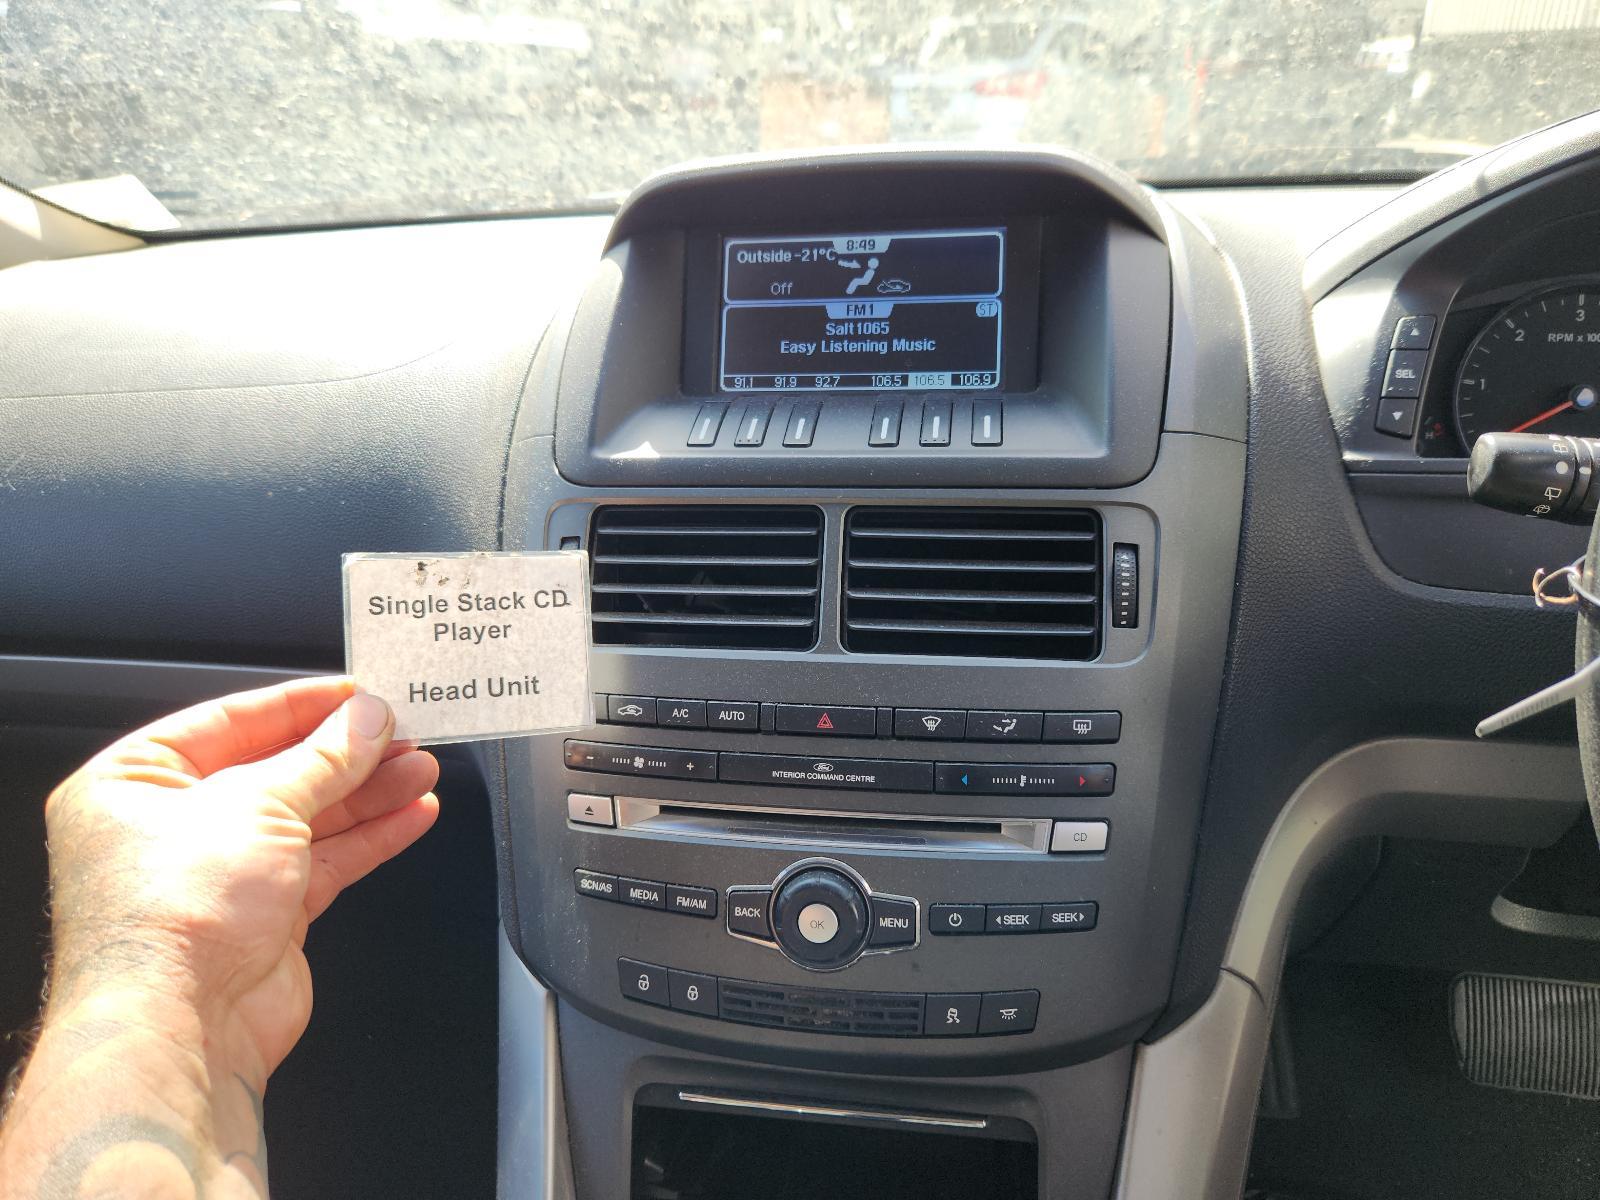 8:49
Outside -21°C
Off
FM1
ST
Salt1065
Easy Listening Music
91.1 91.9 92.7 106.5 106.5 106.9
SEL
1 2 3
RPM x 100
H
Single Stack CD
Player
Head Unit
A/C AUTO
- +
Ford
INTERIOR COMMAND CENTRE
CD
SCN/AS MEDIA FM/AM
BACK OK MENU
SEEK SEEK